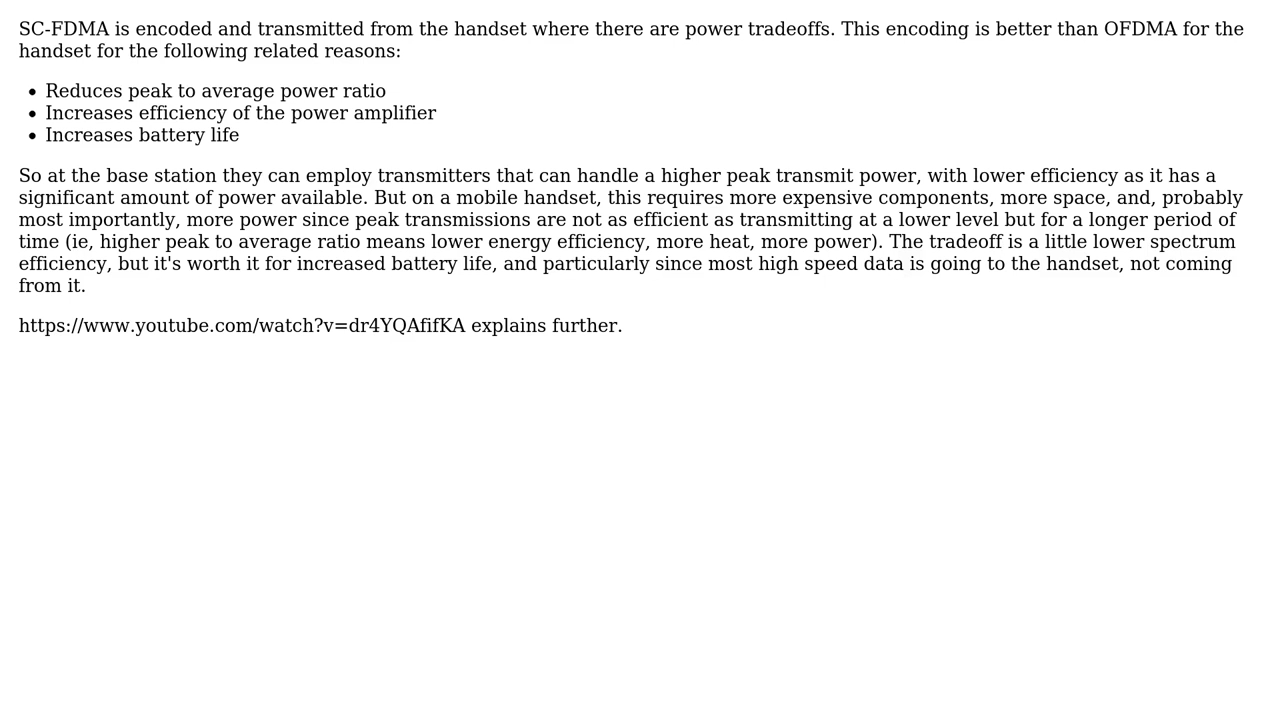 SC-FDMA is encoded and transmitted from the handset where there are power tradeoffs. This encoding is better than OFDMA for the
handset for the following related reasons:
• Reduces peak to average power ratio
• Increases efficiency of the power amplifier
• Increases battery life
So at the base station they can employ transmitters that can handle a higher peak transmit power, with lower efficiency as it has a
significant amount of power available. But on a mobile handset, this requires more expensive components, more space, and, probably
most importantly, more power since peak transmissions are not as efficient as transmitting at a lower level but for a longer period of
time (ie, higher peak to average ratio means lower energy efficiency, more heat, more power). The tradeoff is a little lower spectrum
efficiency, but it's worth it for increased battery life, and particularly since most high speed data is going to the handset, not coming
from it.
https://www.youtube.com/watch?v=dr4YQAfifKA explains further.